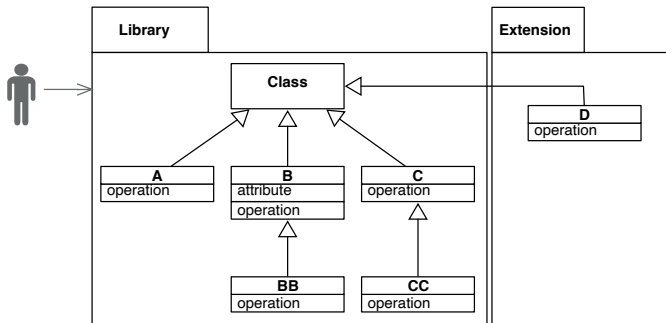 Library
Extension
Class
D
operation
A
operation
B
attribute
operation
C
operation
BB
operation
CC
operation